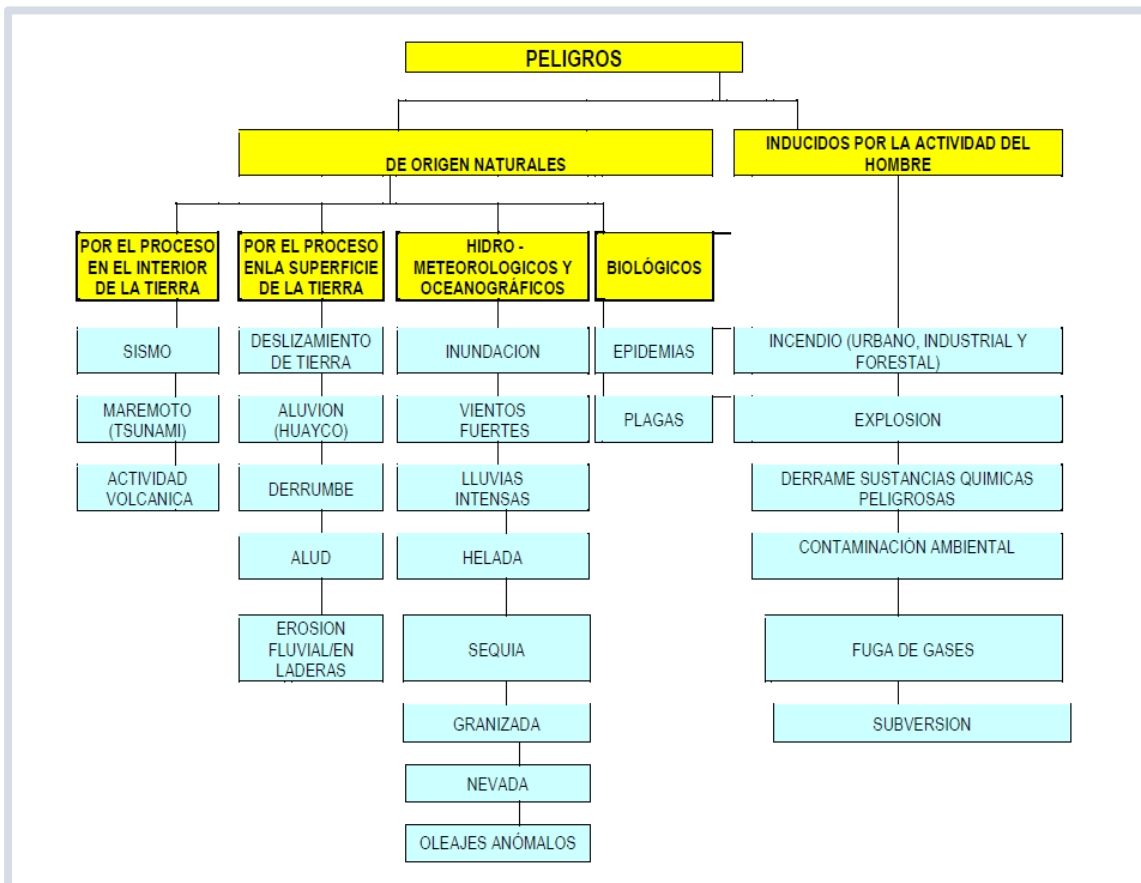 PELIGROS
DE ORIGEN NATURALES
INDUCIDOS POR LA ACTIVIDAD DEL
HOMBRE
POR EL PROCESO
EN EL INTERIOR
DE LA TIERRA
POR EL PROCESO
ENLA SUPERFICIE
DE LA TIERRA
HIDRO -
METEOROLOGICOS Y
OCEANOGRÁFICOS
BIOLÓGICOS
SISMO
MAREMOTO
(TSUNAMI)
ACTIVIDAD
VOLCANICA
DESLIZAMIENTO
DE TIERRA
ALUVION
(HUAYCO)
DERRUMBE
ALUD
EROSION
FLUVIAL/EN
LADERAS
INUNDACION
VIENTOS
FUERTES
LLUVIAS
INTENSAS
HELADA
SEQUIA
GRANIZADA
NEVADA
OLEAJES ANÓMALOS
EPIDEMIAS
PLAGAS
INCENDIO (URBANO, INDUSTRIAL Y
FORESTAL)
EXPLOSION
DERRAME SUSTANCIAS QUIMICAS
PELIGROSAS
CONTAMINACIÓN AMBIENTAL
FUGA DE GASES
SUBVERSION